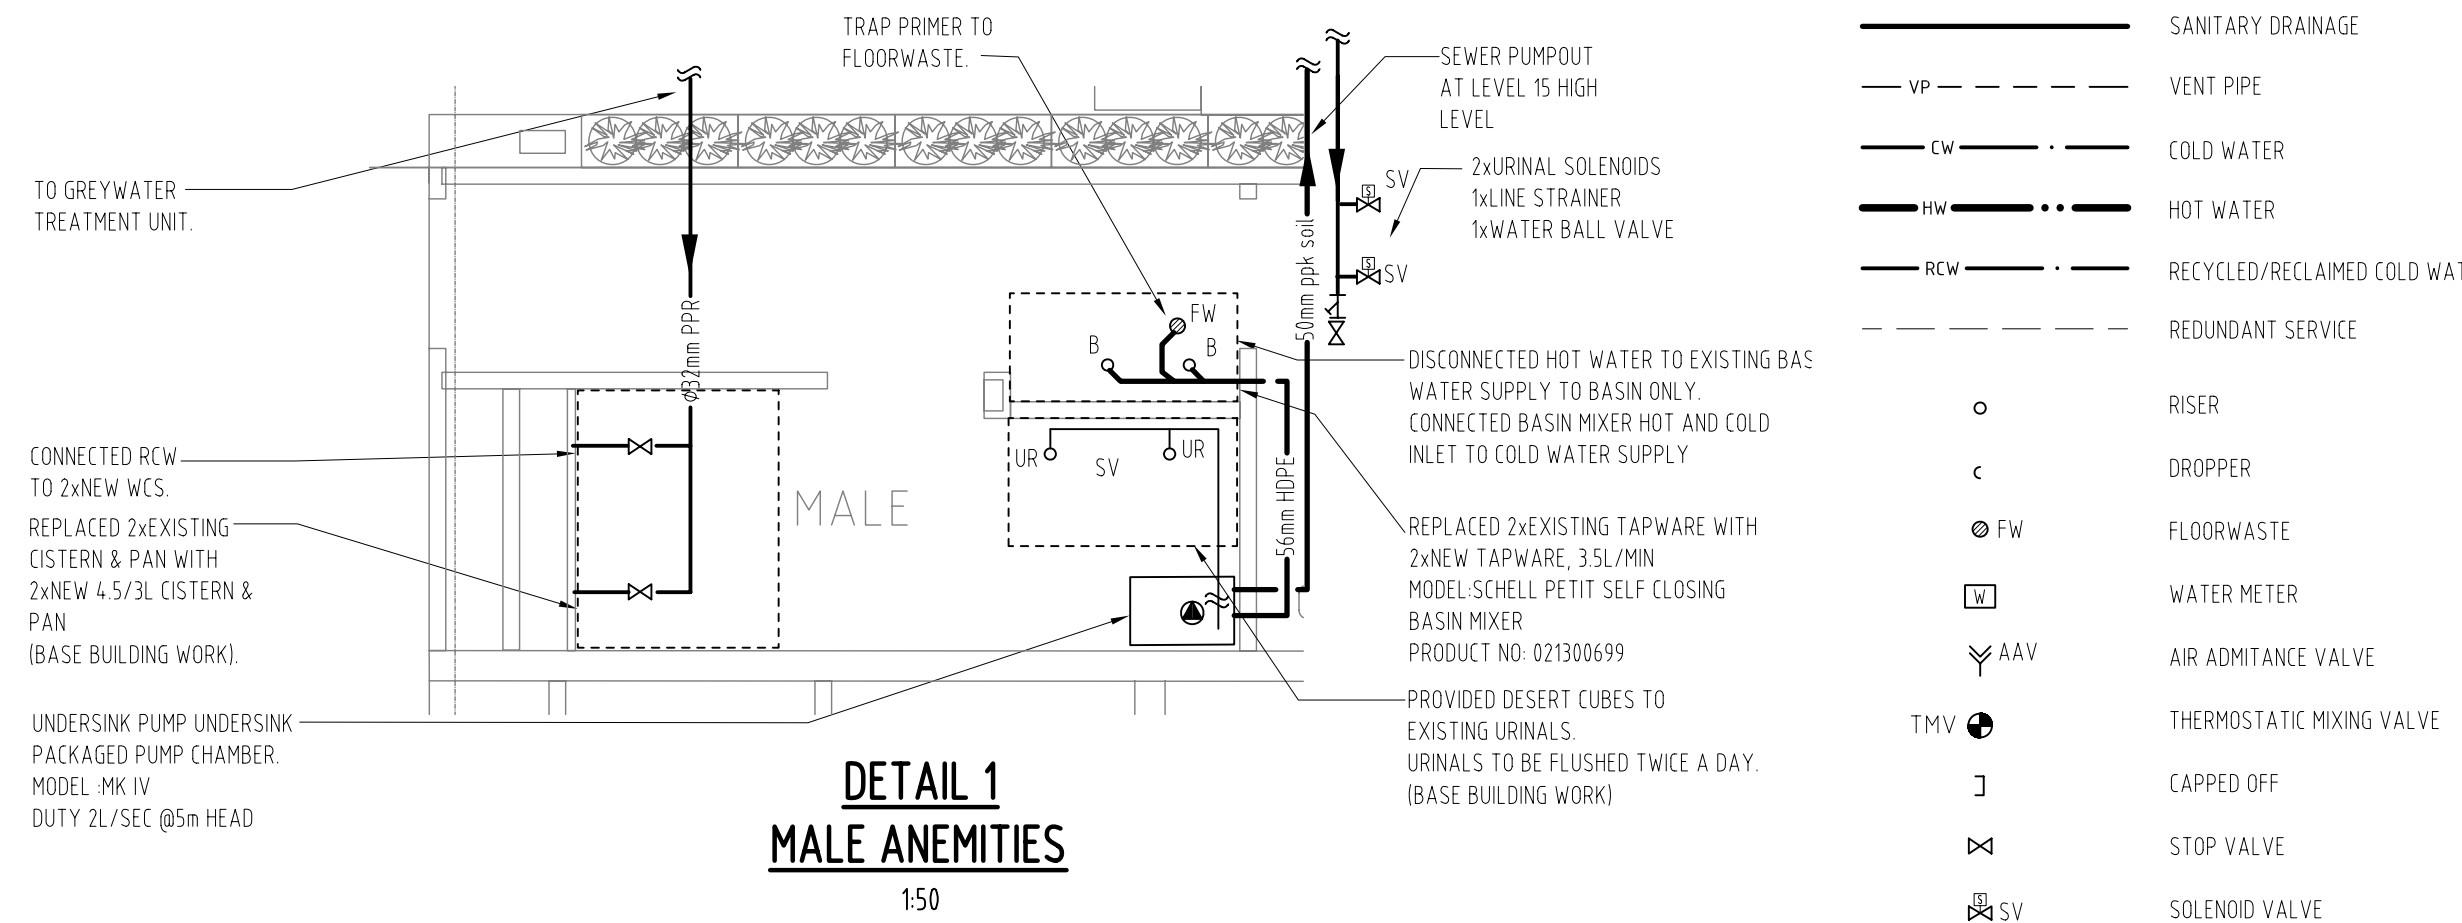 TRAP PRIMER TO
FLOORWASTE.
SEWER PUMPOUT
AT LEVEL 15 HIGH
LEVEL
2xURINAL SOLENOIDS
1xLINE STRAINER
1xWATER BALL VALVE
S
SV
S
SV
TO GREYWATER
TREATMENT UNIT.
φ32mm PPR
50mm ppk soil
FW
B
B
DISCONNECTED HOT WATER TO EXISTING BAS
WATER SUPPLY TO BASIN ONLY.
CONNECTED BASIN MIXER HOT AND COLD
INLET TO COLD WATER SUPPLY
CONNECTED RCW
TO 2xNEW WCS.
REPLACED 2xEXISTING
CISTERN & PAN WITH
2xNEW 4.5/3L CISTERN &
PAN
(BASE BUILDING WORK).
MALE
UR
SV
UR
56mm HDPE
REPLACED 2xEXISTING TAPWARE WITH
2xNEW TAPWARE, 3.5L/MIN
MODEL:SCHELL PETIT SELF CLOSING
BASIN MIXER
PRODUCT NO: 021300699
PROVIDED DESERT CUBES TO
EXISTING URINALS.
URINALS TO BE FLUSHED TWICE A DAY.
(BASE BUILDING WORK)
UNDERSINK PUMP UNDERSINK
PACKAGED PUMP CHAMBER.
MODEL :MK IV
DUTY 2L/SEC @5m HEAD
DETAIL 1
MALE ANEMITIES
1:50
SANITARY DRAINAGE
VP VENT PIPE
CW COLD WATER
HW HOT WATER
RCW RECYCLED/RECLAIMED COLD WAT
REDUNDANT SERVICE
RISER
DROPPER
FW FLOORWASTE
W WATER METER
AAV AIR ADMITANCE VALVE
TMV THERMOSTATIC MIXING VALVE
CAPPED OFF
STOP VALVE
S SV SOLENOID VALVE